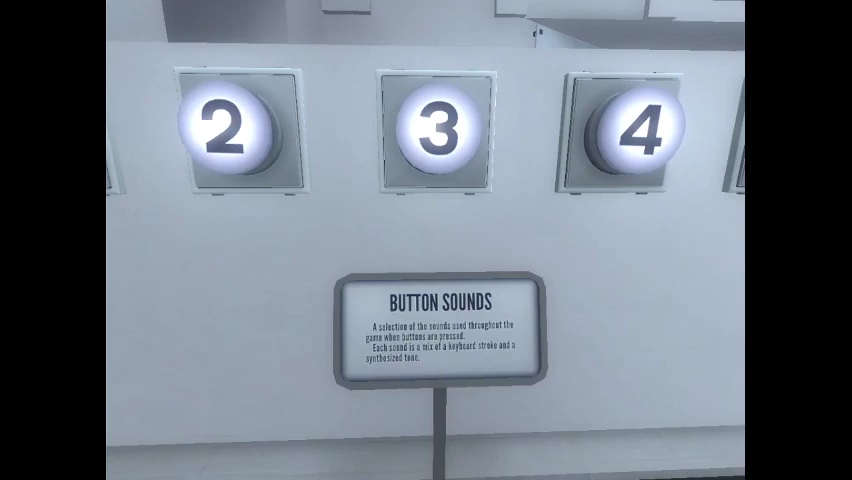 2 3 4
BUTTON SOUNDS
A selection of the sounds used throughout the
game when buttons are pressed.
Each sound is a mix of a keyboard stroke and a
synthesized tone.